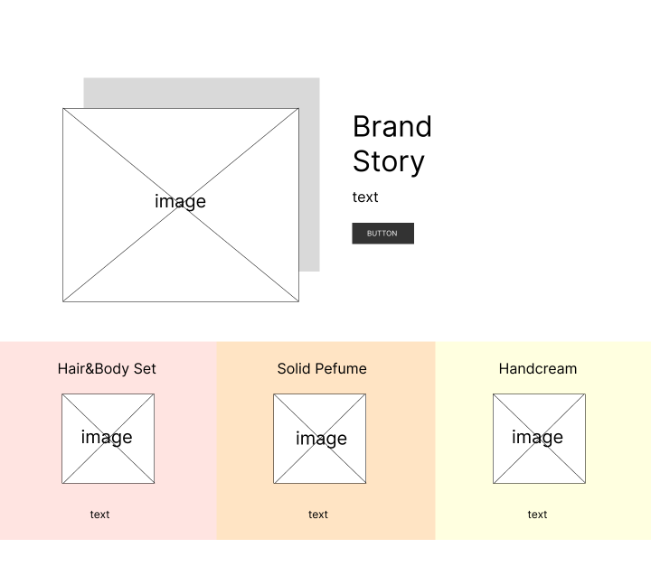 image
Brand
Story
text
BUTTON
Hair&Body Set
Solid Pefume
Handcream
image
image
image
text
text
text